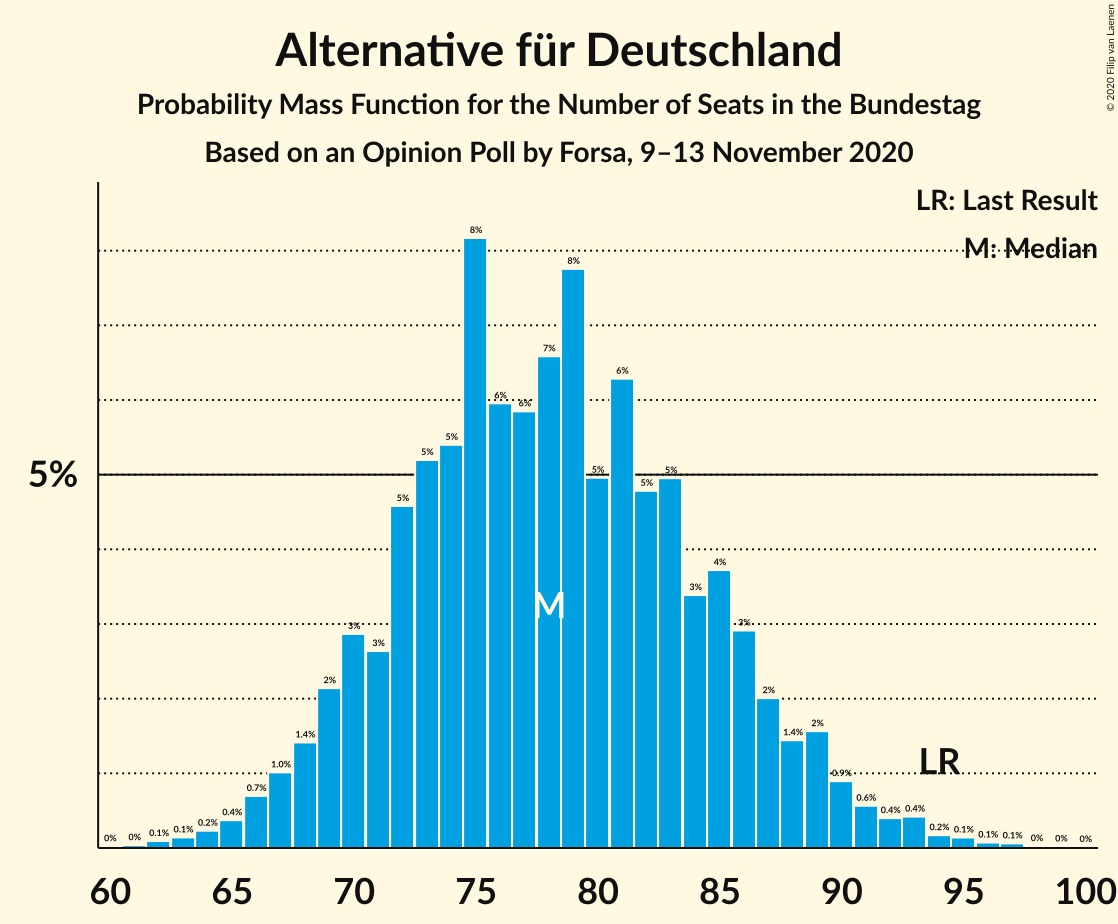 Alternative für Deutschland
Probability Mass Function for the Number of Seats in the Bundestag
Based on an Opinion Poll by Forsa, 9–13 November 2020
© 2020 Filip van Laenen
LR: Last Result
M: Median
5%
0% 0% 0.1% 0.1% 0.2% 0.4% 0.7% 1.0% 1.4% 2% 3% 3% 5% 5% 5% 8% 6% 6% 7% 8% 5% 6% 5% 5% 3% 4% 3% 2% 1.4% 2% 0.9% 0.6% 0.4% 0.4% 0.2% 0.1% 0.1% 0.1% 0% 0% 0%
M
LR
60 65 70 75 80 85 90 95 100